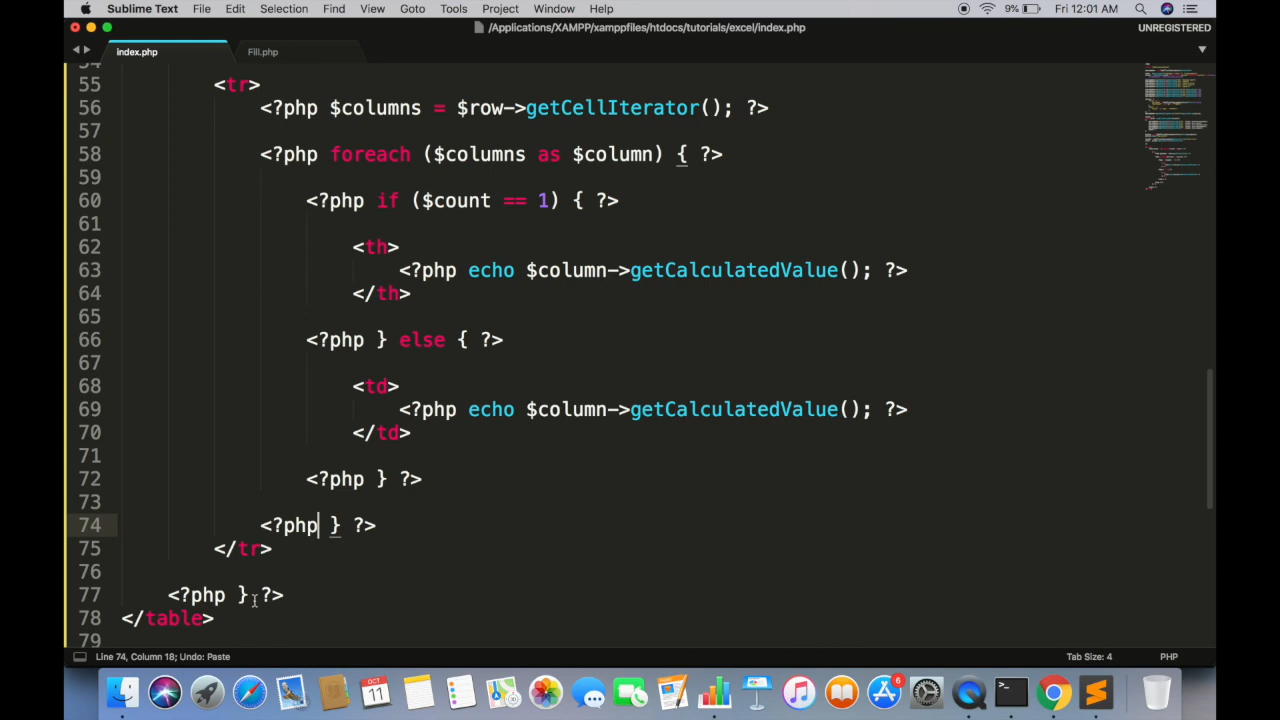 Sublime Text File Edit Selection Find View Goto Tools Project Window Help 9% Fri 12:01 AM
/Applications/XAMPP/xamppfiles/htdocs/tutorials/excel/index.php UNREGISTERED
index.php Fill.php
54
55 <tr>
56 <?php $columns = $row->getCellIterator(); ?>
57
58 <?php foreach ($columns as $column) { ?>
59
60 <?php if ($count == 1) { ?>
61
62 <th>
63 <?php echo $column->getCalculatedValue(); ?>
64 </th>
65
66 <?php } else { ?>
67
68 <td>
69 <?php echo $column->getCalculatedValue(); ?>
70 </td>
71
72 <?php } ?>
73
74 <?php } ?>
75 </tr>
76
77 <?php } ?>
78 </table>
79
Line 74, Column 18; Undo: Paste Tab Size: 4 PHP
OCT
11
6